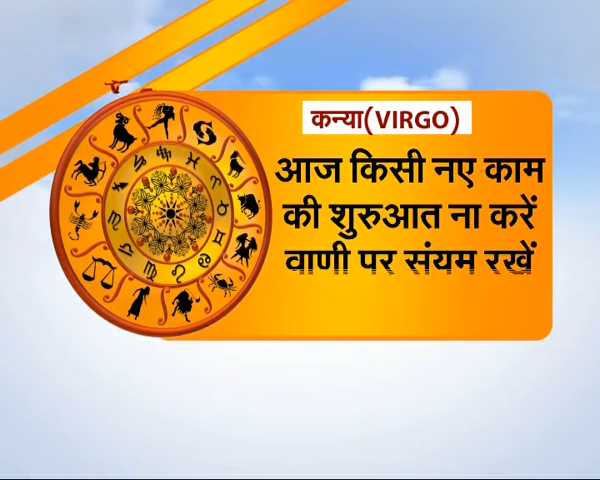 कन्या(VIRGO)
आज किसी नए काम
की शुरुआत ना करें
वाणी पर संयम रखें